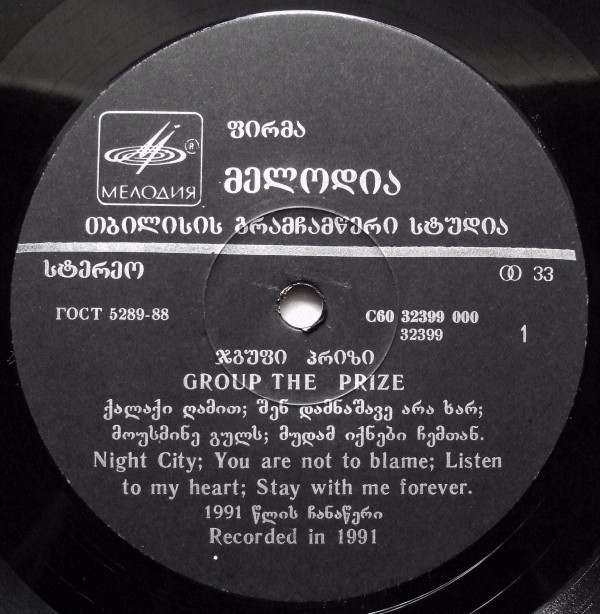 ფირმა
® МЕЛОДИЯ
მელოდია
თბილისის გრამჩამწერი სტუდია
სტერეო
33
ГОСТ 5289-88
С60 32399 000
32399
1
ჯგუფი პრიზი
GROUP THE PRIZE
ქალაქი ღამით; შენ დამნაშავე არა ხარ;
მოუსმინე გულს; მუდამ იქნები ჩემთან.
Night City; You are not to blame; Listen
to my heart; Stay with me forever.
1991 წლის ჩანაწერი
Recorded in 1991